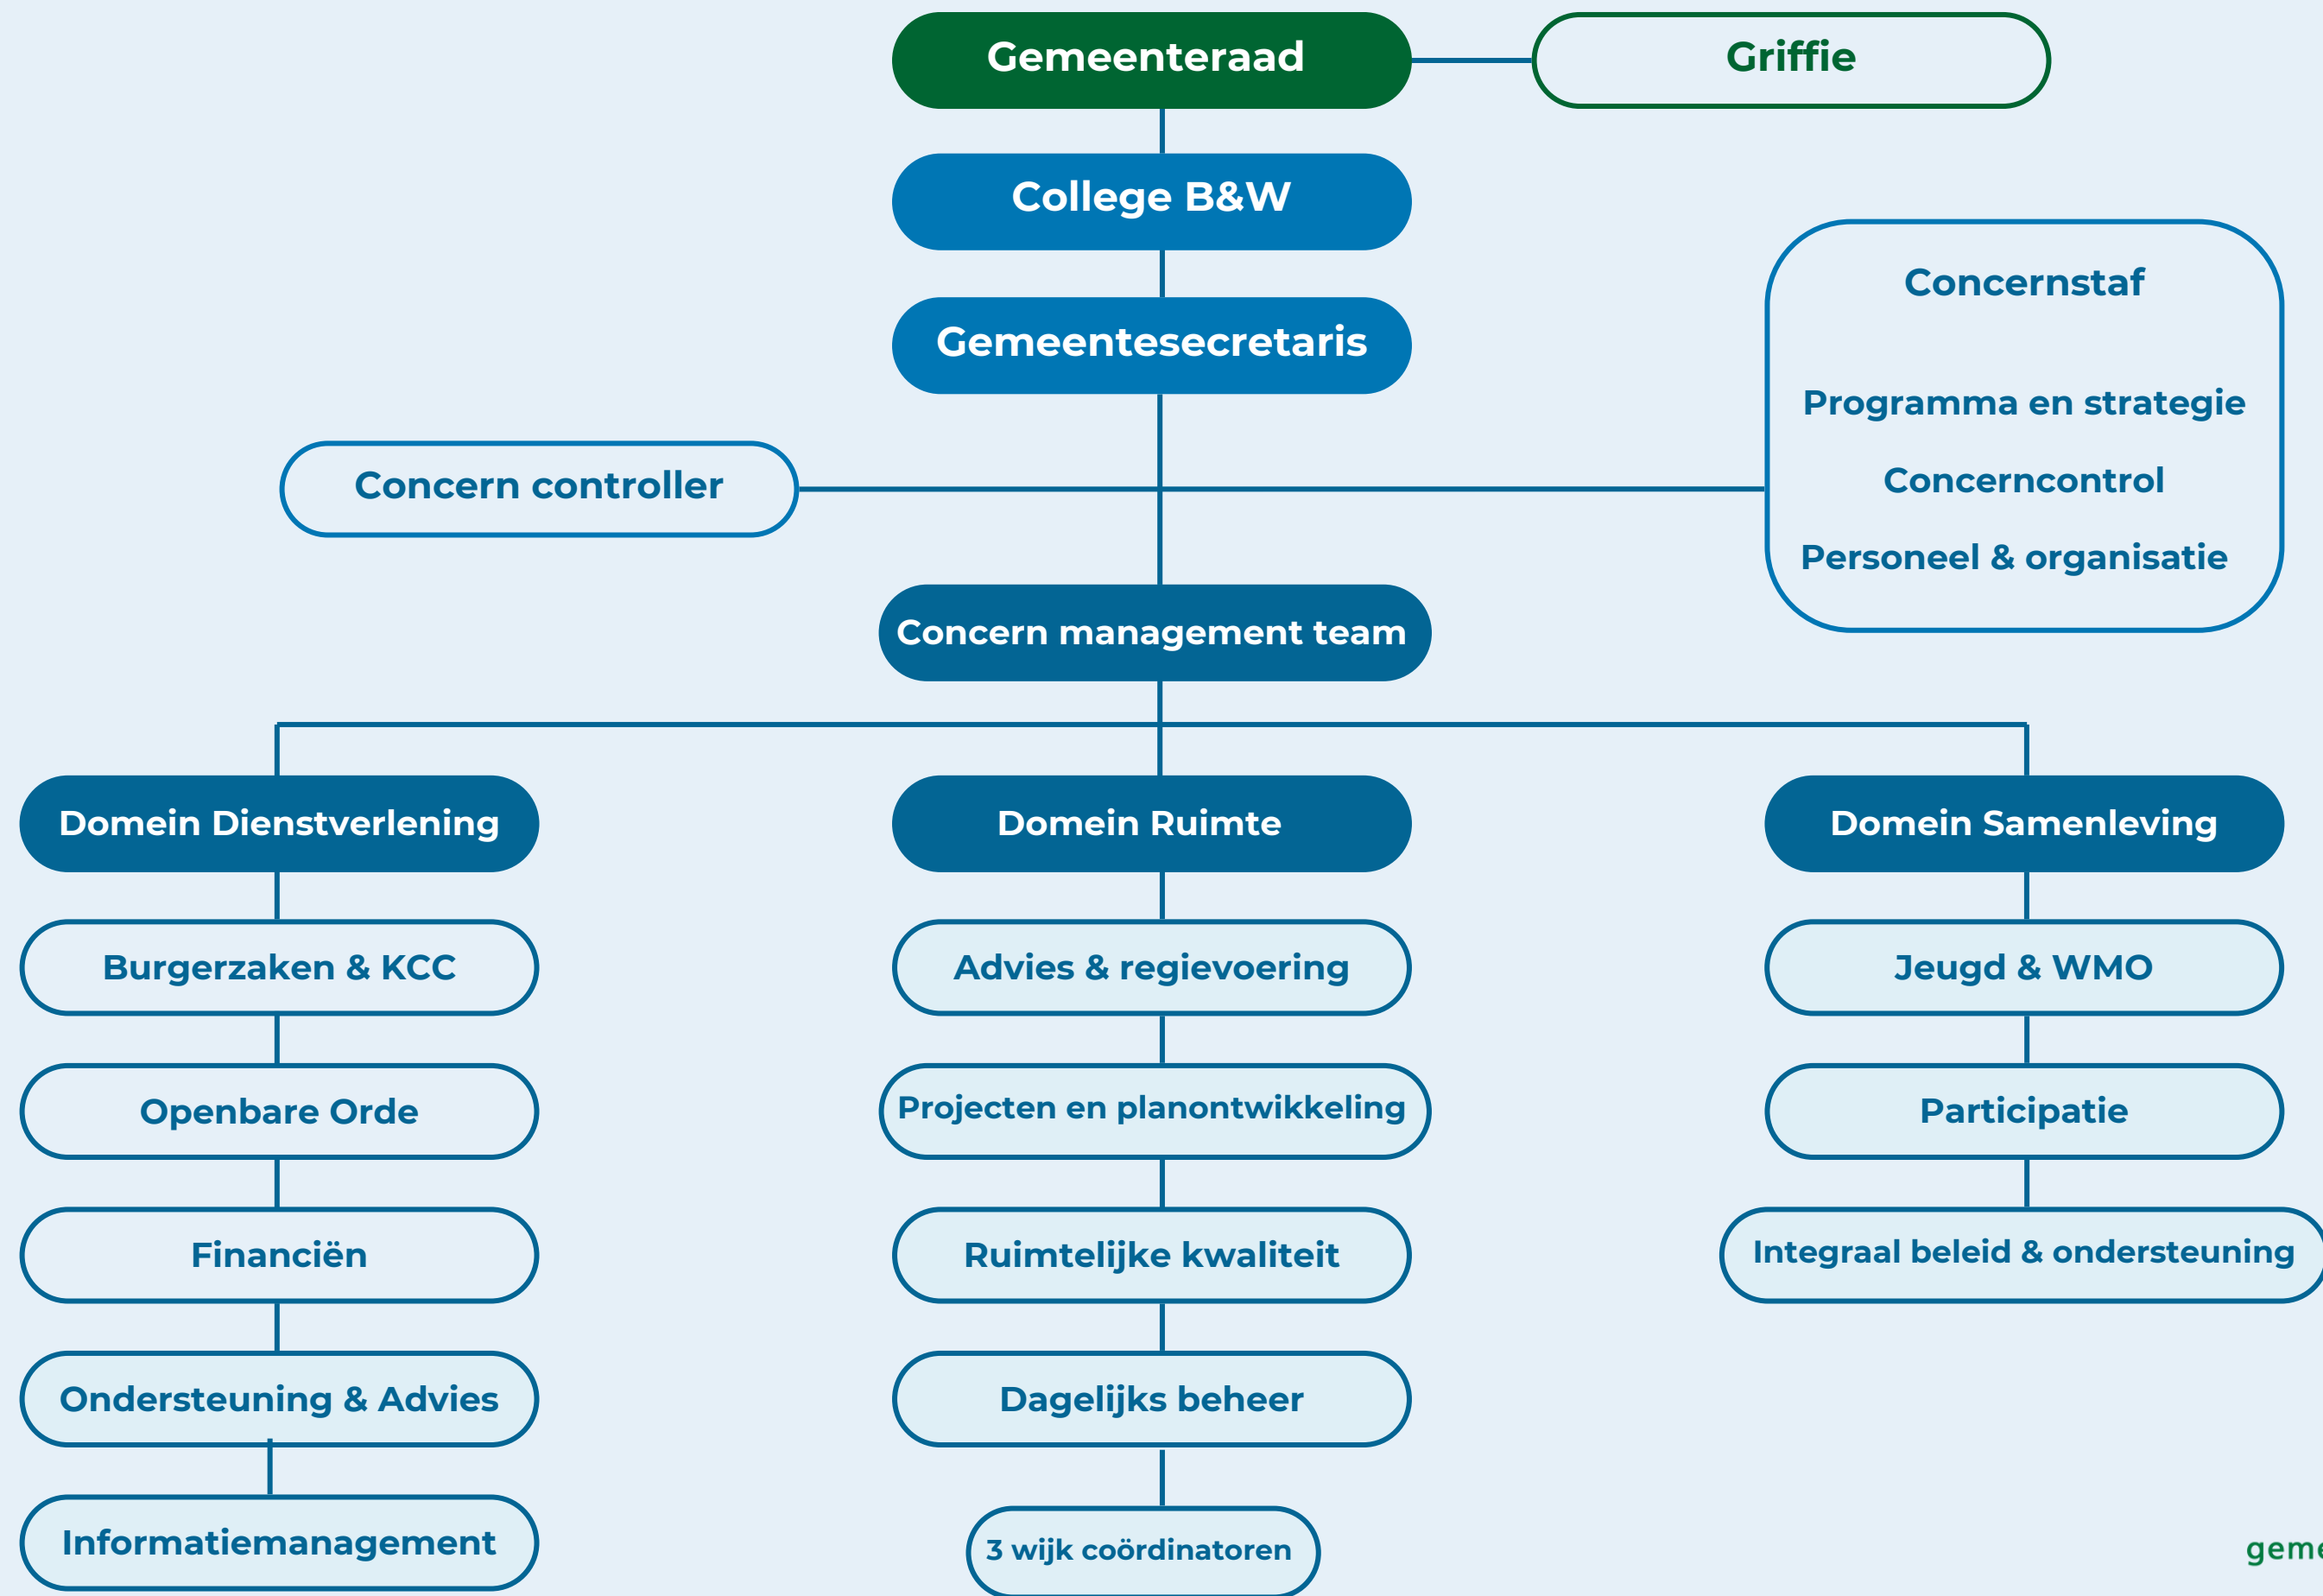 Gemeenteraad
Griffie
College B&W
Gemeentesecretaris
Concernstaf
Programma en strategie
Concerncontrol
Personeel & organisatie
Concern controller
Concern management team
Domein Dienstverlening
Domein Ruimte
Domein Samenleving
Burgerzaken & KCC
Advies & regievoering
Jeugd & WMO
Openbare Orde
Projecten en planontwikkeling
Participatie
Financiën
Ruimtelijke kwaliteit
Integraal beleid & ondersteuning
Ondersteuning & Advies
Dagelijks beheer
Informatiemanagement
3 wijk coördinatoren